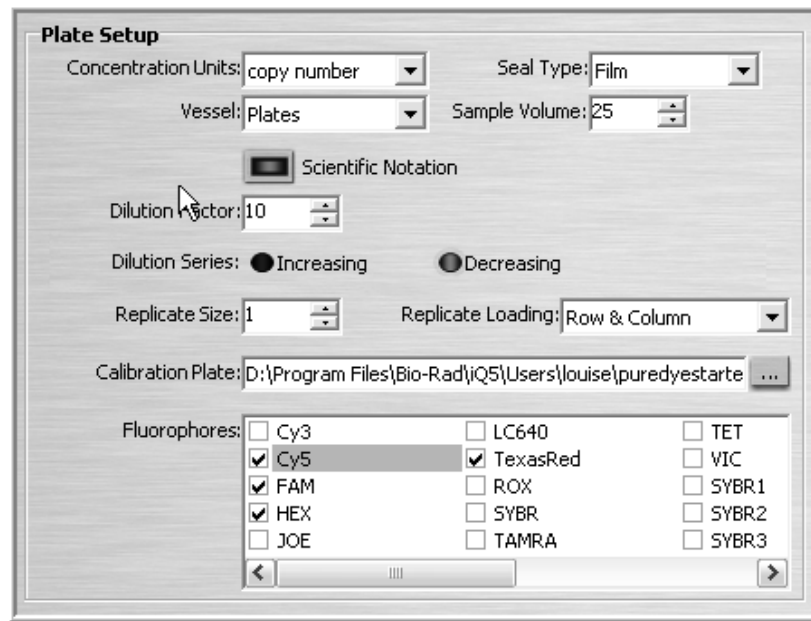 Plate Setup
Concentration Units: copy number Seal Type: Film
Vessel: Plates Sample Volume: 25
Scientific Notation
Dilution Factor: 10
Dilution Series: Increasing Decreasing
Replicate Size: 1 Replicate Loading: Row & Column
Calibration Plate: D:\Program Files\Bio-Rad\iQ5\Users\louise\puredyestarte ...
Fluorophores: Cy3 LC640 TET
Cy5 TexasRed VIC
FAM ROX SYBR1
HEX SYBR SYBR2
JOE TAMRA SYBR3